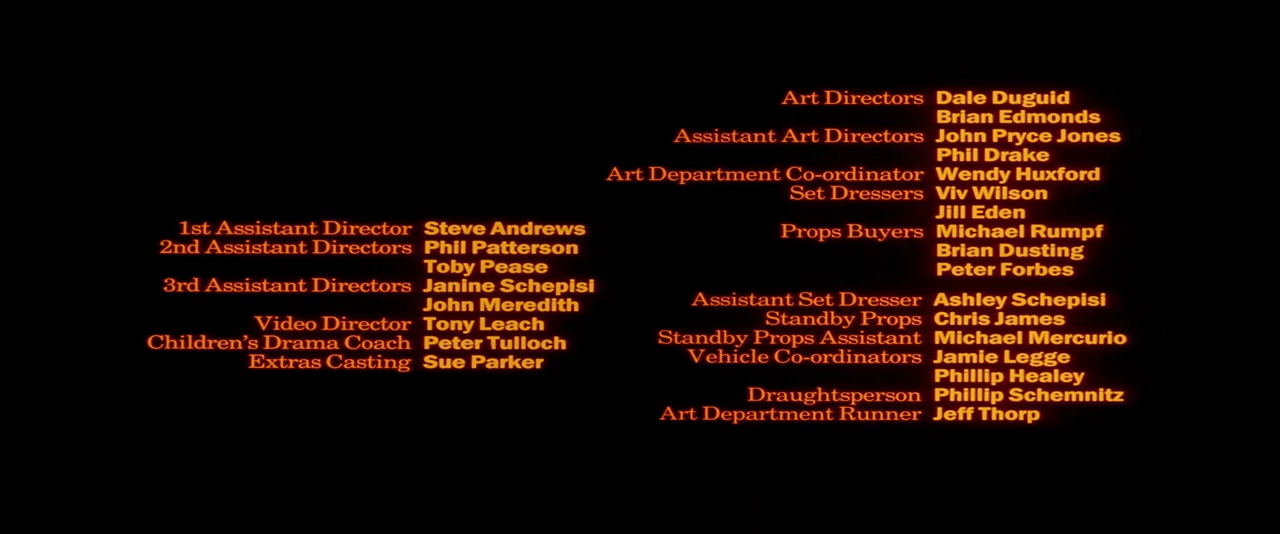 1st Assistant Director Steve Andrews
2nd Assistant Directors Phil Patterson
Toby Pease
3rd Assistant Directors Janine Schepisi
John Meredith
Video Director Tony Leach
Children's Drama Coach Peter Tulloch
Extras Casting Sue Parker
Art Directors Dale Duguid
Brian Edmonds
Assistant Art Directors John Pryce Jones
Phil Drake
Art Department Co-ordinator Wendy Huxford
Set Dressers Viv Wilson
Jill Eden
Props Buyers Michael Rumpf
Brian Dusting
Peter Forbes
Assistant Set Dresser Ashley Schepisi
Standby Props Chris James
Standby Props Assistant Michael Mercurio
Vehicle Co-ordinators Jamie Legge
Phillip Healey
Draughtsperson Phillip Schemnitz
Art Department Runner Jeff Thorp